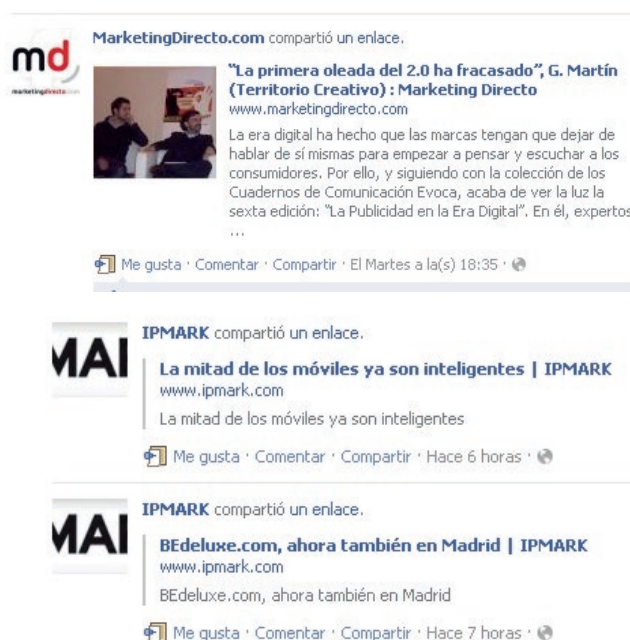 MarketingDirecto.com compartió un enlace.
md
marketingdirecto.com
"La primera oleada del 2.0 ha fracasado", G. Martín
(Territorio Creativo) : Marketing Directo
www.marketingdirecto.com
La era digital ha hecho que las marcas tengan que dejar de
hablar de sí mismas para empezar a pensar y escuchar a los
consumidores. Por ello, y siguiendo con la colección de los
Cuadernos de Comunicación Evoca, acaba de ver la luz la
sexta edición: "La Publicidad en la Era Digital". En él, expertos
...
Me gusta · Comentar · Compartir · El Martes a la(s) 18:35 ·
MAI
IPMARK compartió un enlace.
La mitad de los móviles ya son inteligentes | IPMARK
www.ipmark.com
La mitad de los móviles ya son inteligentes
Me gusta · Comentar · Compartir · Hace 6 horas ·
MAI
IPMARK compartió un enlace.
BEdeluxe.com, ahora también en Madrid | IPMARK
www.ipmark.com
BEdeluxe.com, ahora también en Madrid
Me gusta · Comentar · Compartir · Hace 7 horas ·